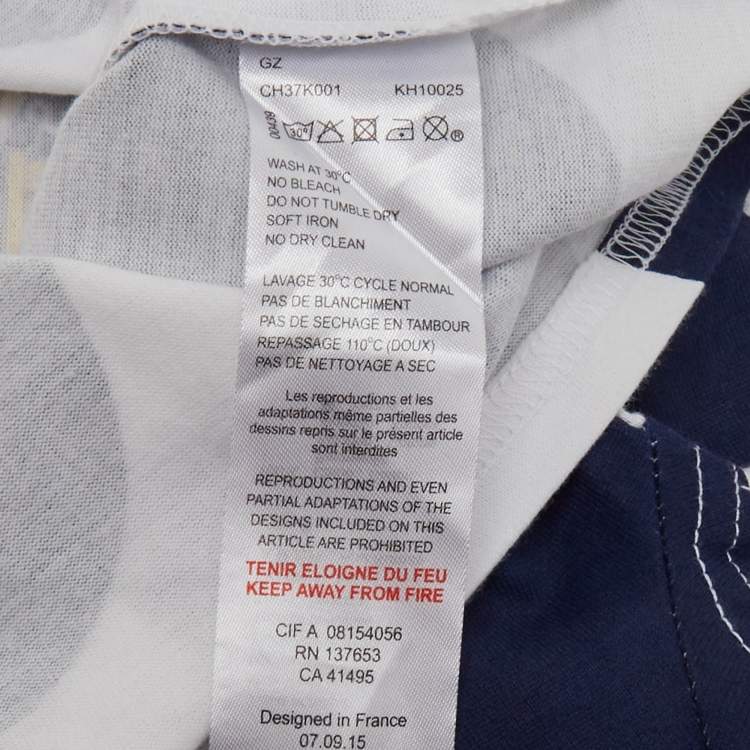 GZ
CH37K001 KH10025
00439
30°
®
WASH AT 30°C
NO BLEACH
DO NOT TUMBLE DRY
SOFT IRON
NO DRY CLEAN
LAVAGE 30°C CYCLE NORMAL
PAS DE BLANCHIMENT
PAS DE SECHAGE EN TAMBOUR
REPASSAGE 110°C (DOUX)
PAS DE NETTOYAGE A SEC
Les reproductions et les
adaptations même partielles des
dessins repris sur le présent article
sont interdites
REPRODUCTIONS AND EVEN
PARTIAL ADAPTATIONS OF THE
DESIGNS INCLUDED ON THIS
ARTICLE ARE PROHIBITED
TENIR ELOIGNE DU FEU
KEEP AWAY FROM FIRE
CIF A 08154056
RN 137653
CA 41495
Designed in France
07.09.15